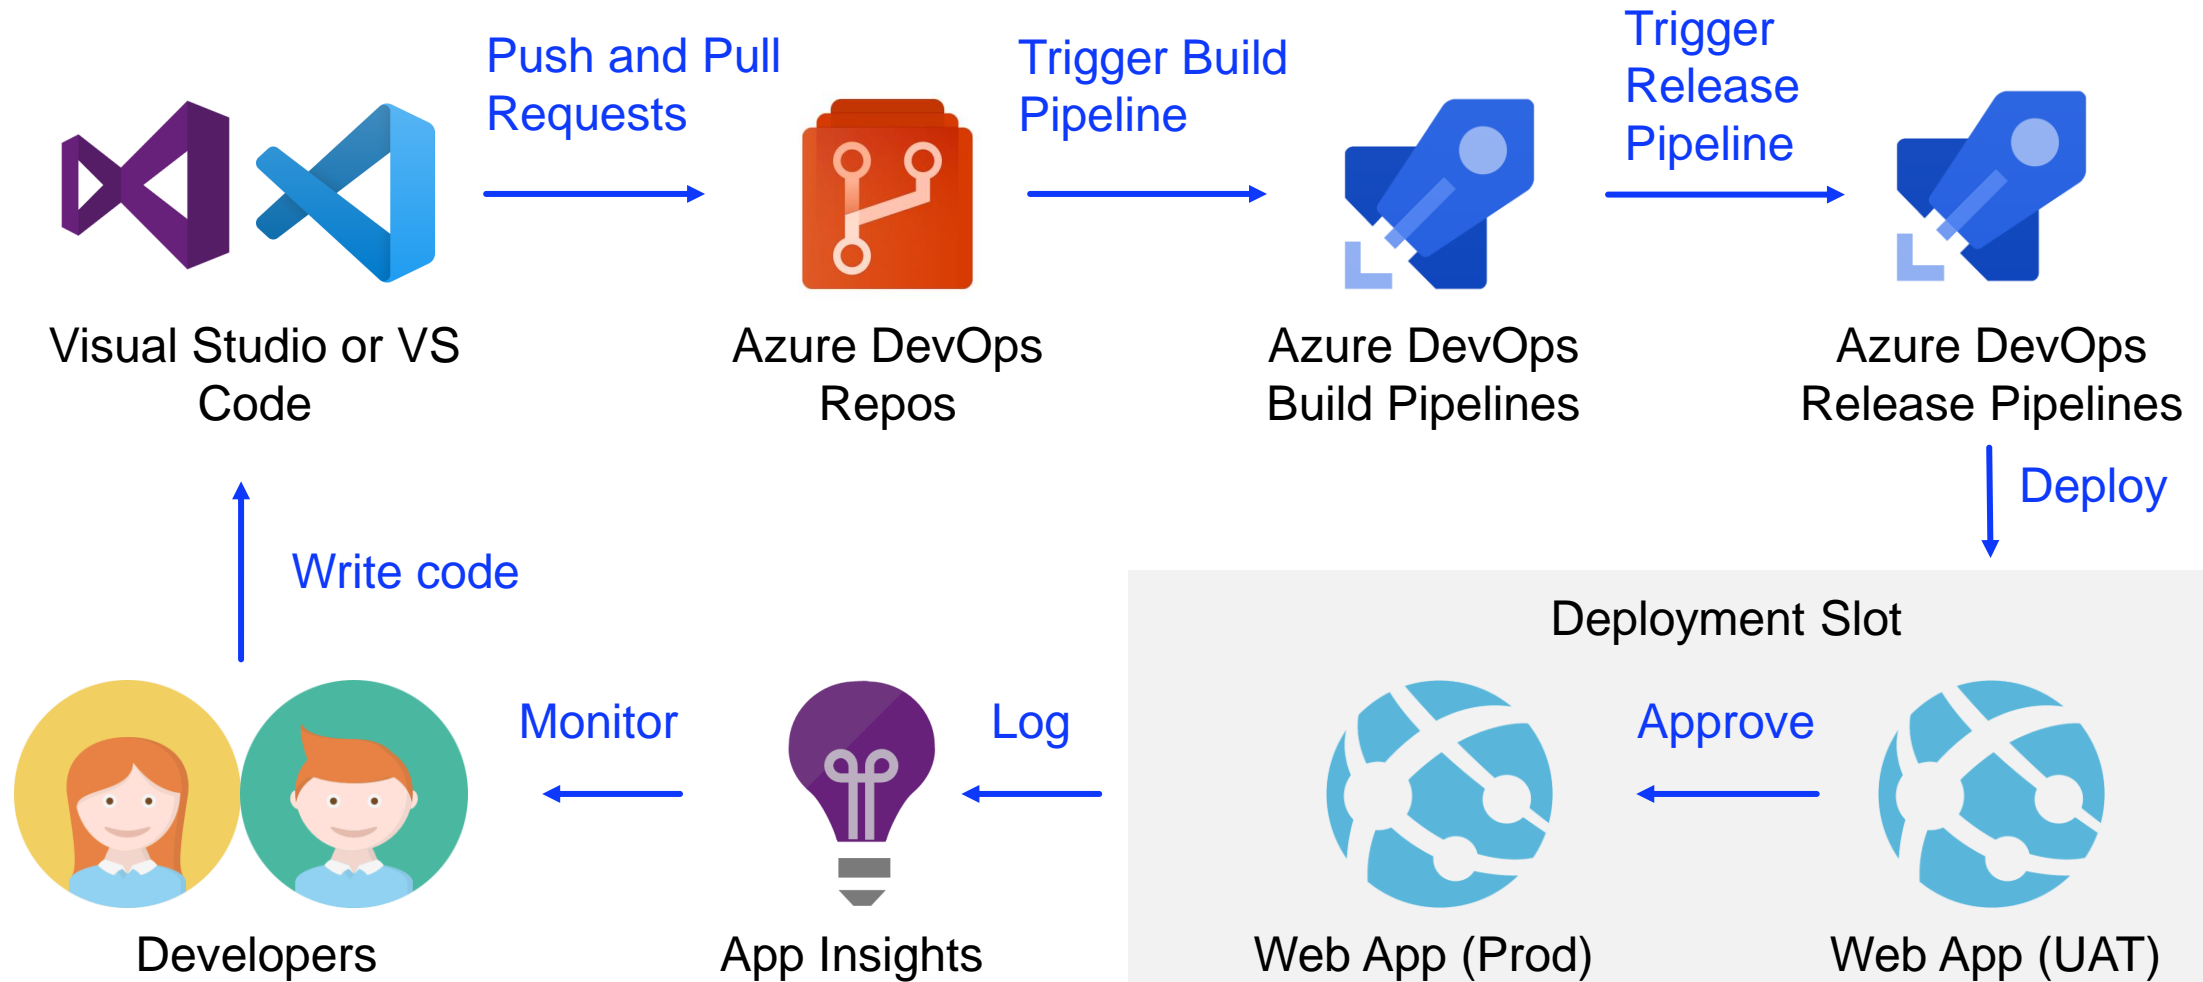 Push and Pull
Requests
Trigger Build
Pipeline
Trigger
Release
Pipeline
Visual Studio or VS
Code
Azure DevOps
Repos
Azure DevOps
Build Pipelines
Azure DevOps
Release Pipelines
Write code
Deploy
Deployment Slot
Monitor
Log
Approve
Developers
App Insights
Web App (Prod)
Web App (UAT)